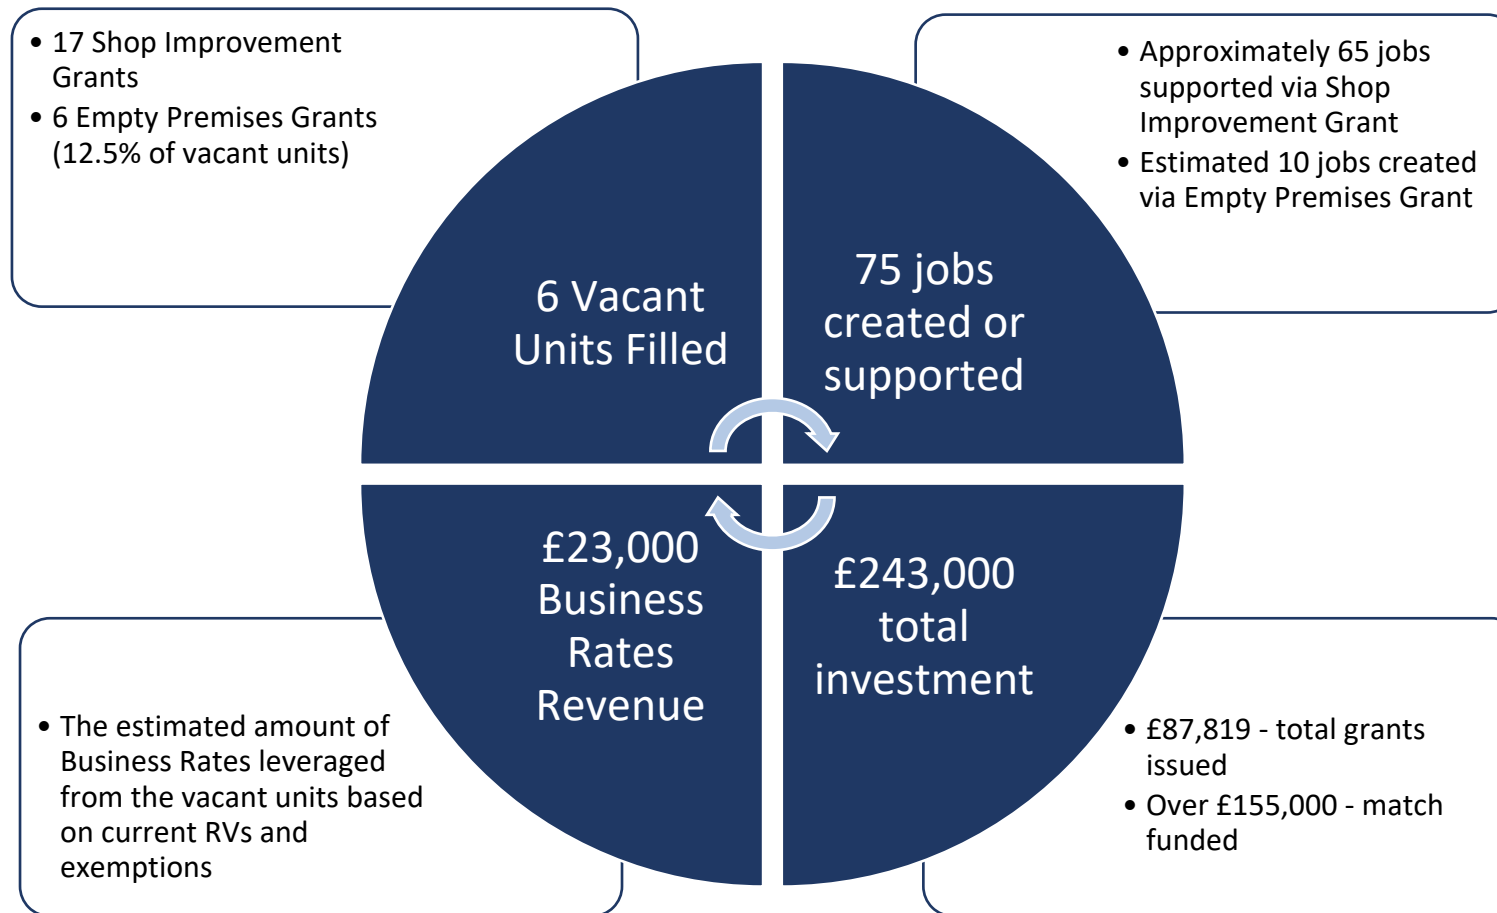 • 17 Shop Improvement
Grants
• 6 Empty Premises Grants
(12.5% of vacant units)
• Approximately 65 jobs
supported via Shop
Improvement Grant
• Estimated 10 jobs created
via Empty Premises Grant
6 Vacant
Units Filled
75 jobs
created or
supported
£23,000
Business
Rates
Revenue
£243,000
total
investment
• The estimated amount of
Business Rates leveraged
from the vacant units based
on current RVs and
exemptions
• £87,819 - total grants
issued
• Over £155,000 - match
funded